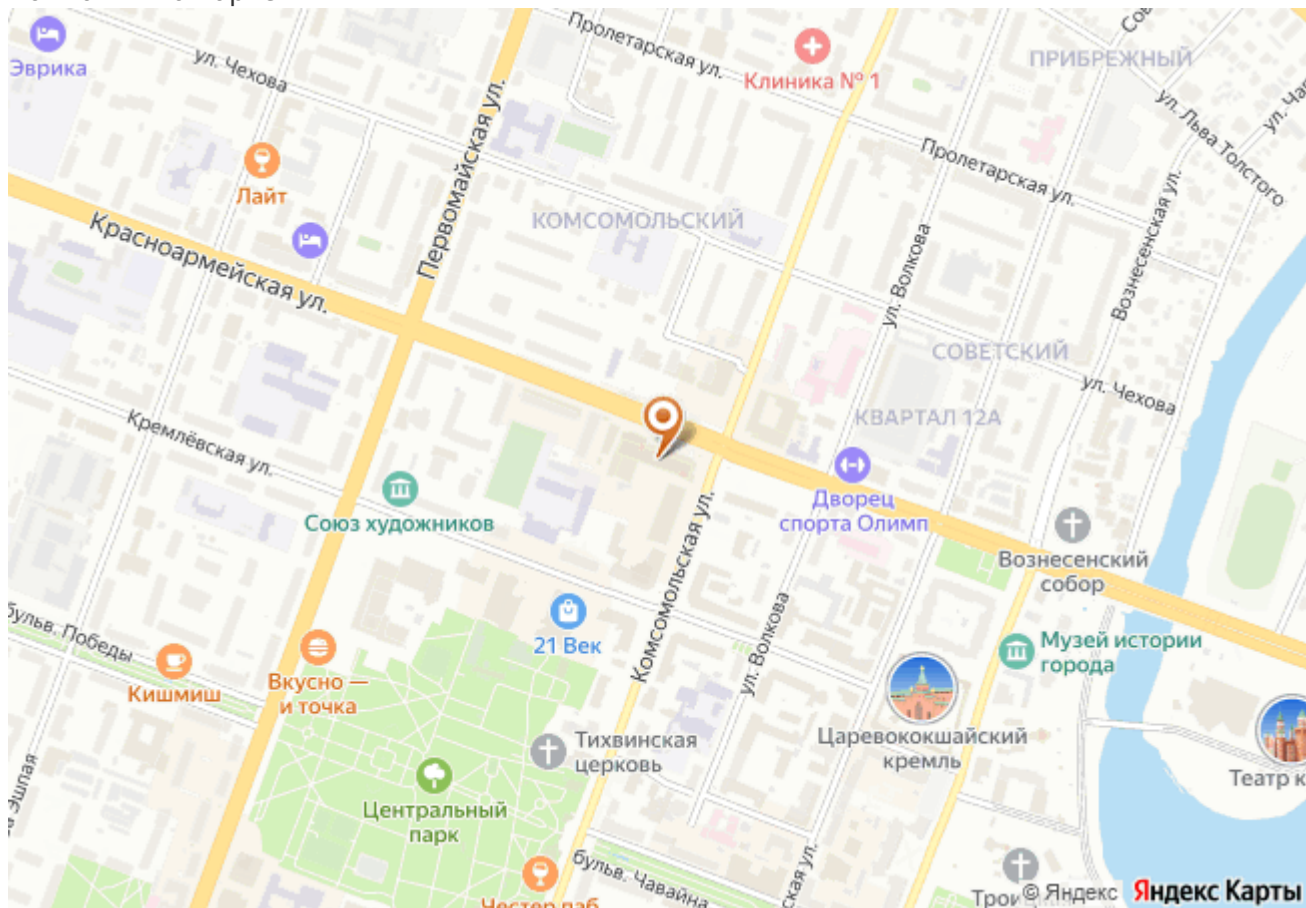 Эврика
ул. Чехова
Первомайская ул.
Пролетарская ул.
Клиника № 1
ПРИБРЕЖНЫЙ
ул. Льва Толстого
Лайт
Пролетарская ул.
Вознесенская ул.
КОМСОМОЛЬСКИЙ
Красноармейская ул.
ул. Волкова
СОВЕТСКИЙ
ул. Чехова
КВАРТАЛ 12А
Кремлёвская ул.
Союз художников
Дворец
спорта Олимп
Комсомольская ул.
Вознесенский
собор
21 Век
ул. Волкова
Музей истории
города
бульв. Победы
Кишмиш
Вкусно —
и точка
Тихвинская
церковь
Царевококшайский
кремль
Театр к
Центральный
парк
бульв. Чавайна
Честер паб
© Яндекс
Яндекс Карты